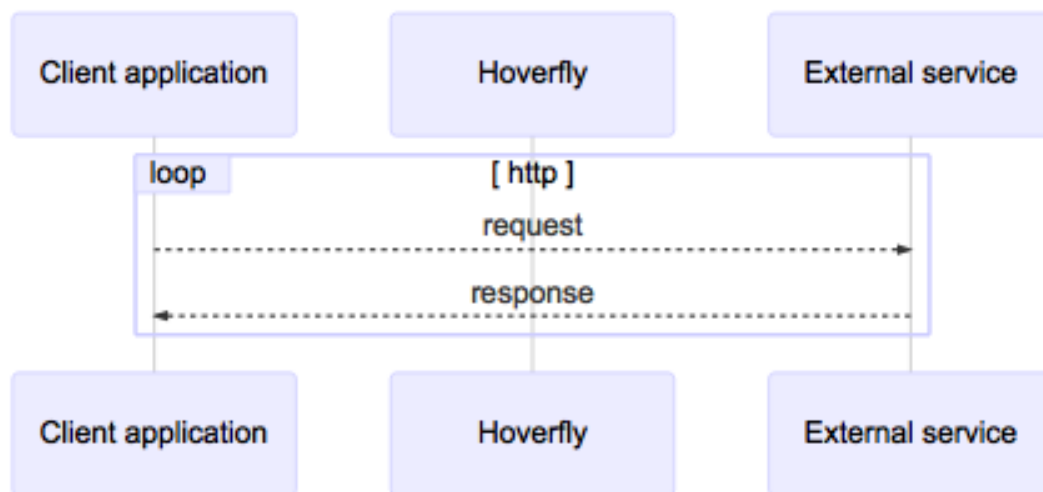 Client application
Hoverfly
External service
loop
[ http ]
request
response
Client application
Hoverfly
External service